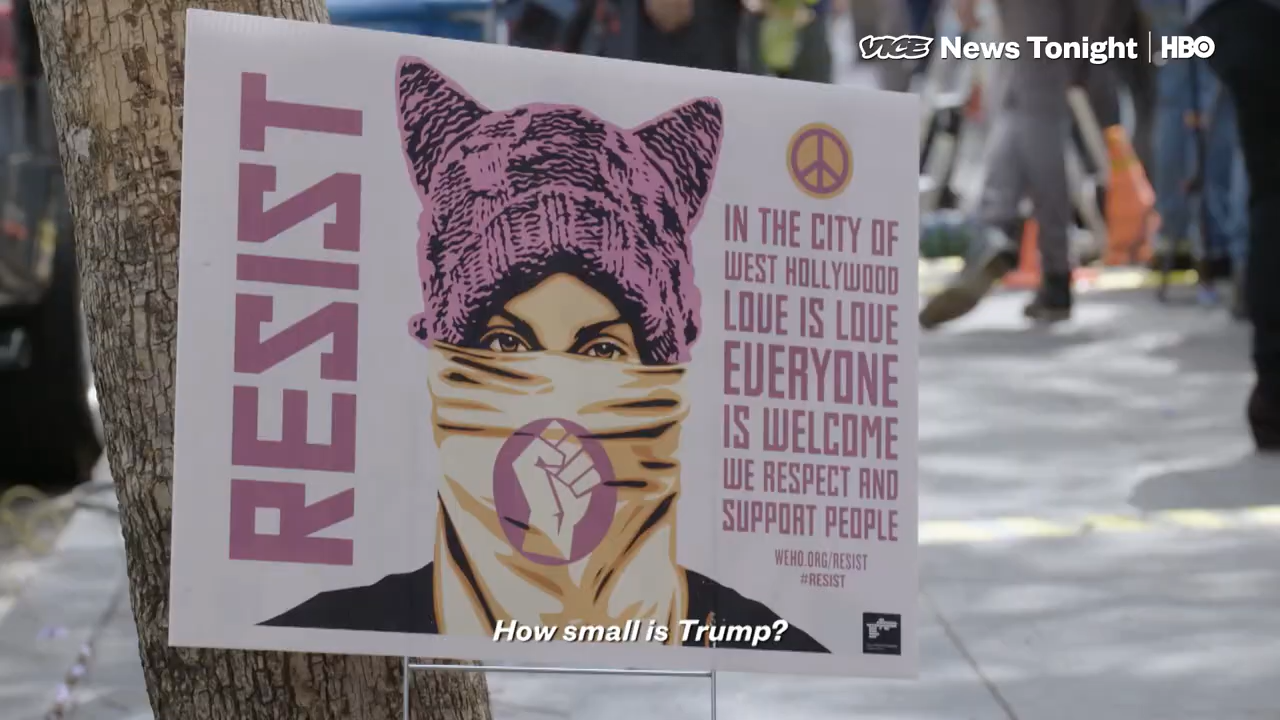 VICE News Tonight | HBO
RESIST
IN THE CITY OF
WEST HOLLYWOOD
LOVE IS LOVE
EVERYONE
IS WELCOME
WE RESPECT AND
SUPPORT PEOPLE
WEHO.ORG/RESIST
#RESIST
How small is Trump?